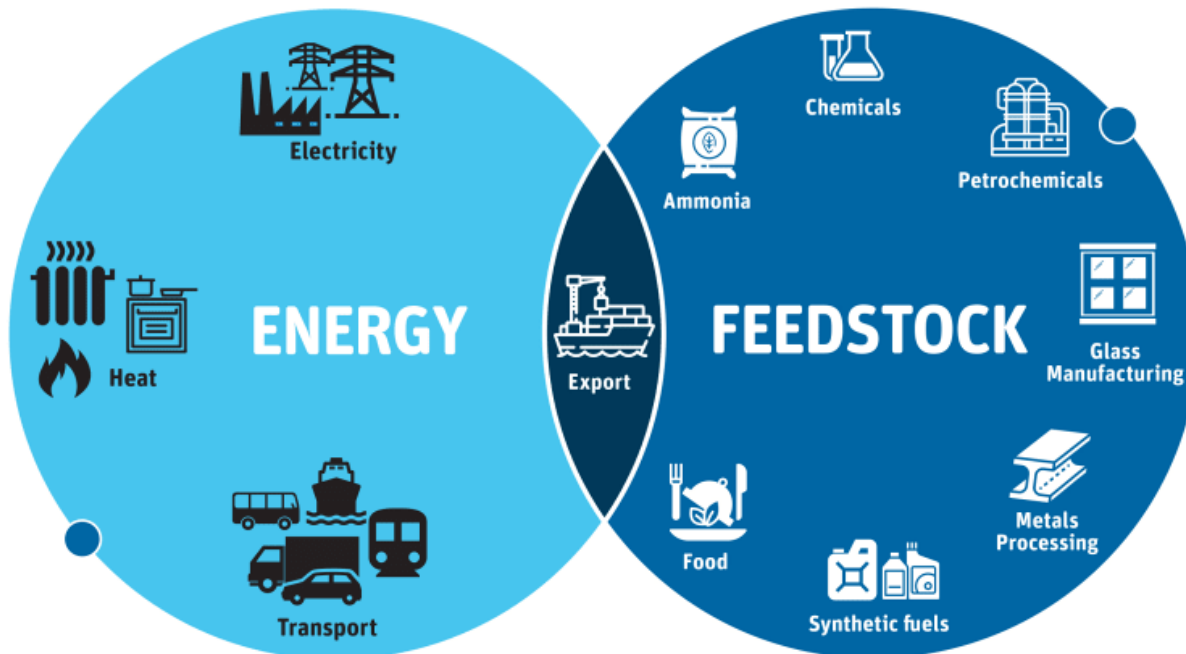 Electricity
Heat
ENERGY
Transport
Export
Chemicals
Ammonia
Petrochemicals
FEEDSTOCK
Glass
Manufacturing
Metals
Processing
Food
Synthetic fuels